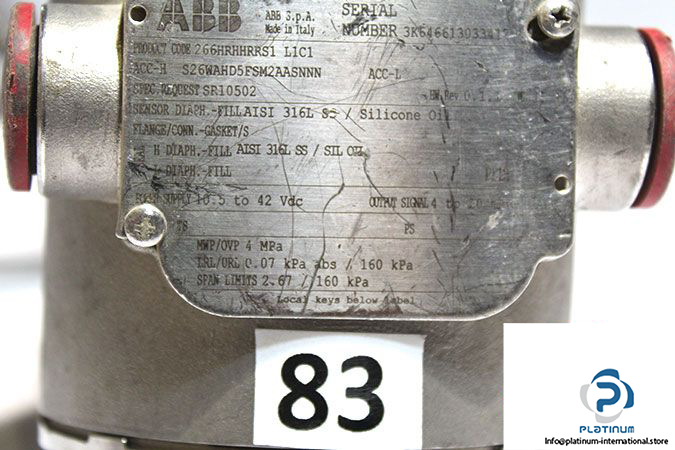 ABB
ABB S.p.A.
Made in Italy
SERIAL
NUMBER
PRODUCT CODE 266HRHHRRS1 L1C1
ACC-H S26WAHD5FSM2AASNNN ACC-L
SPEC.REQUEST SR10502
SENSOR DIAPH.-FILL AISI 316L SS / Silicone Oil
FLANGE/CONN.-GASKET/S
H DIAPH.-FILL AISI 316L SS / SIL OIL
DIAPH.-FILL
SUPPLY 10.5 to 42 Vdc OUTPUT SIGNAL 4 to 20
TS PS
MWP/OVP 4 MPa
LRL/URL 0.07 kPa abs / 160 kPa
SPAN LIMITS 2.67 / 160 kPa
Local keys below label
83
PLATINUM
Info@platinum-international.store